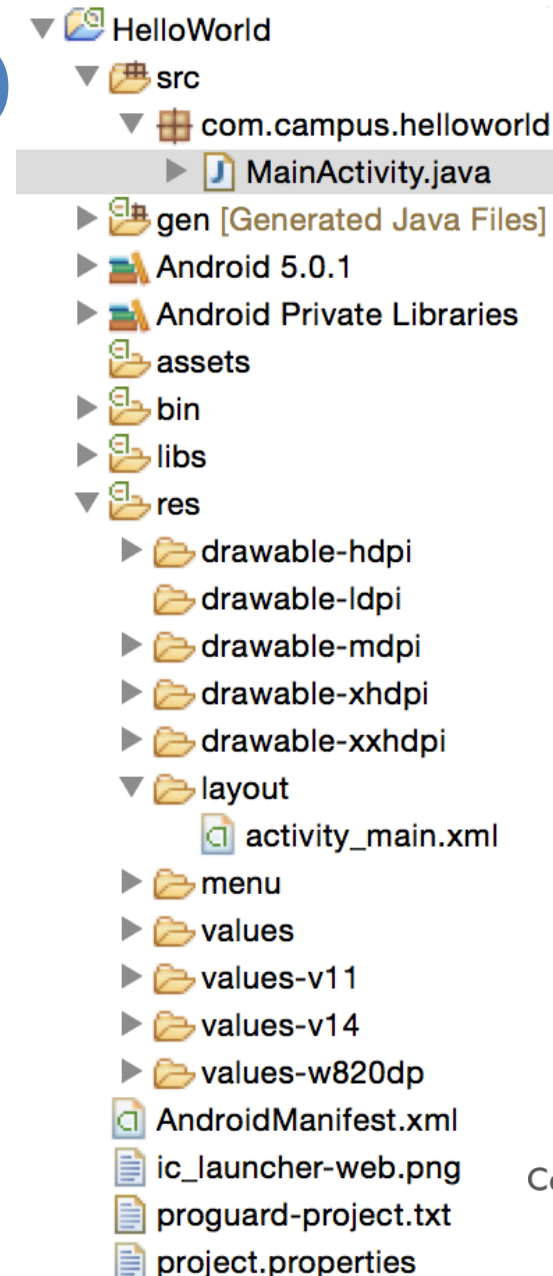 HelloWorld
src
com.campus.helloworld
MainActivity.java
gen [Generated Java Files]
Android 5.0.1
Android Private Libraries
assets
bin
libs
res
drawable-hdpi
drawable-ldpi
drawable-mdpi
drawable-xhdpi
drawable-xxhdpi
layout
activity_main.xml
menu
values
values-v11
values-v14
values-w820dp
AndroidManifest.xml
ic_launcher-web.png
proguard-project.txt
project.properties